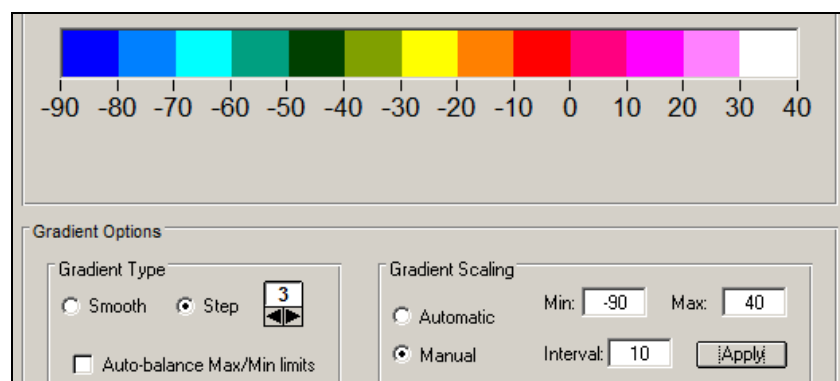 -90 -80 -70 -60 -50 -40 -30 -20 -10 0 10 20 30 40
Gradient Options
Gradient Type
Smooth Step 3
Auto-balance Max/Min limits
Gradient Scaling
Automatic
Min: -90 Max: 40
Manual
Interval: 10 Apply